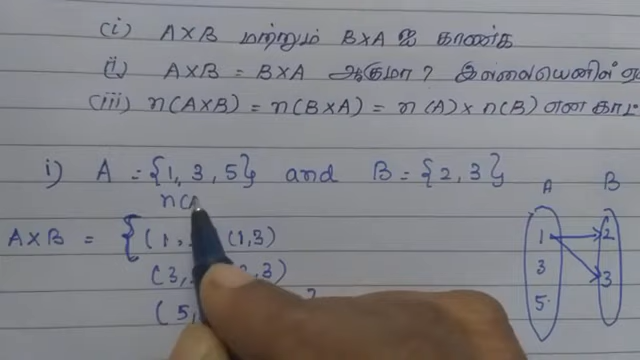 (i) A×B மற்றும் B×A ஐ காண்க
(ii) A×B = B×A ஆகுமா? இல்லையெனில் ஏ
(iii) n(A×B) = n(B×A) = n(A) × n(B) என காட்
i) A = {1, 3, 5} and B = {2, 3}
n(
A×B = { (1, (1,3)
(3, ,3)
(5,
A B
1 2
3 3
5